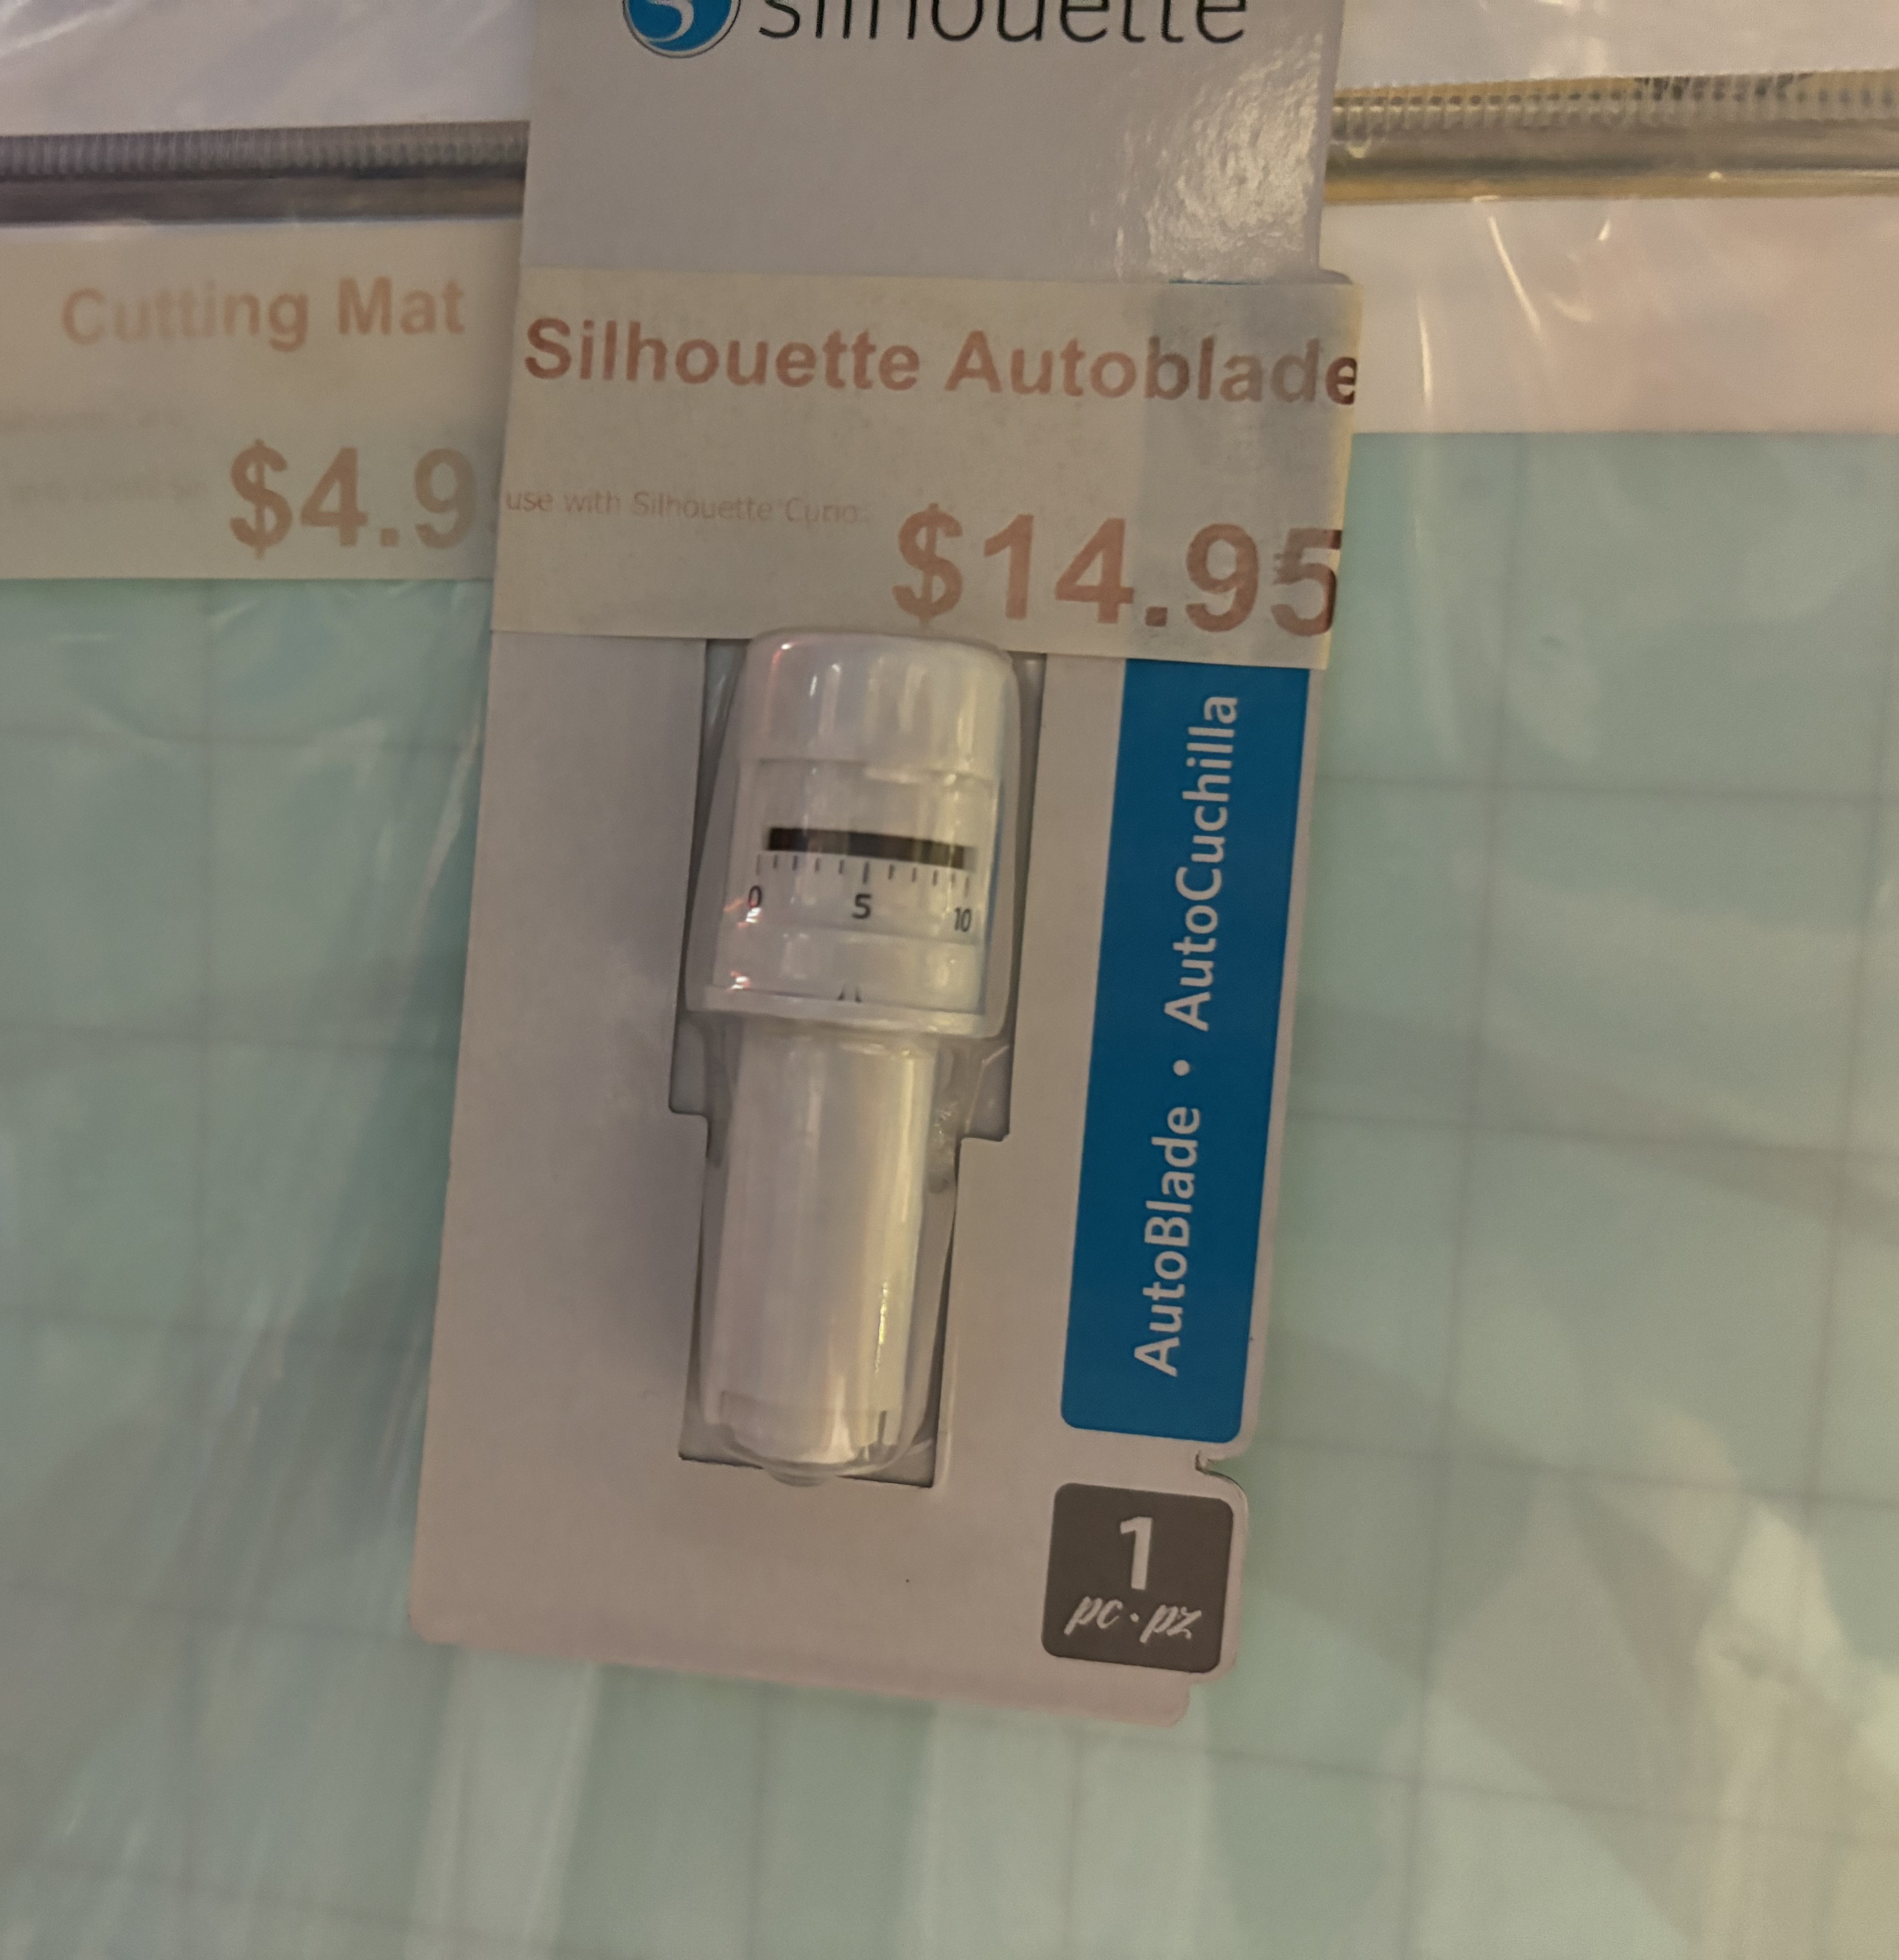 silhouette
Cutting Mat
$4.9
Silhouette Autoblade
use with Silhouette Curio.
$14.95
0 5 10
AutoBlade • AutoCuchilla
1
pc · pz